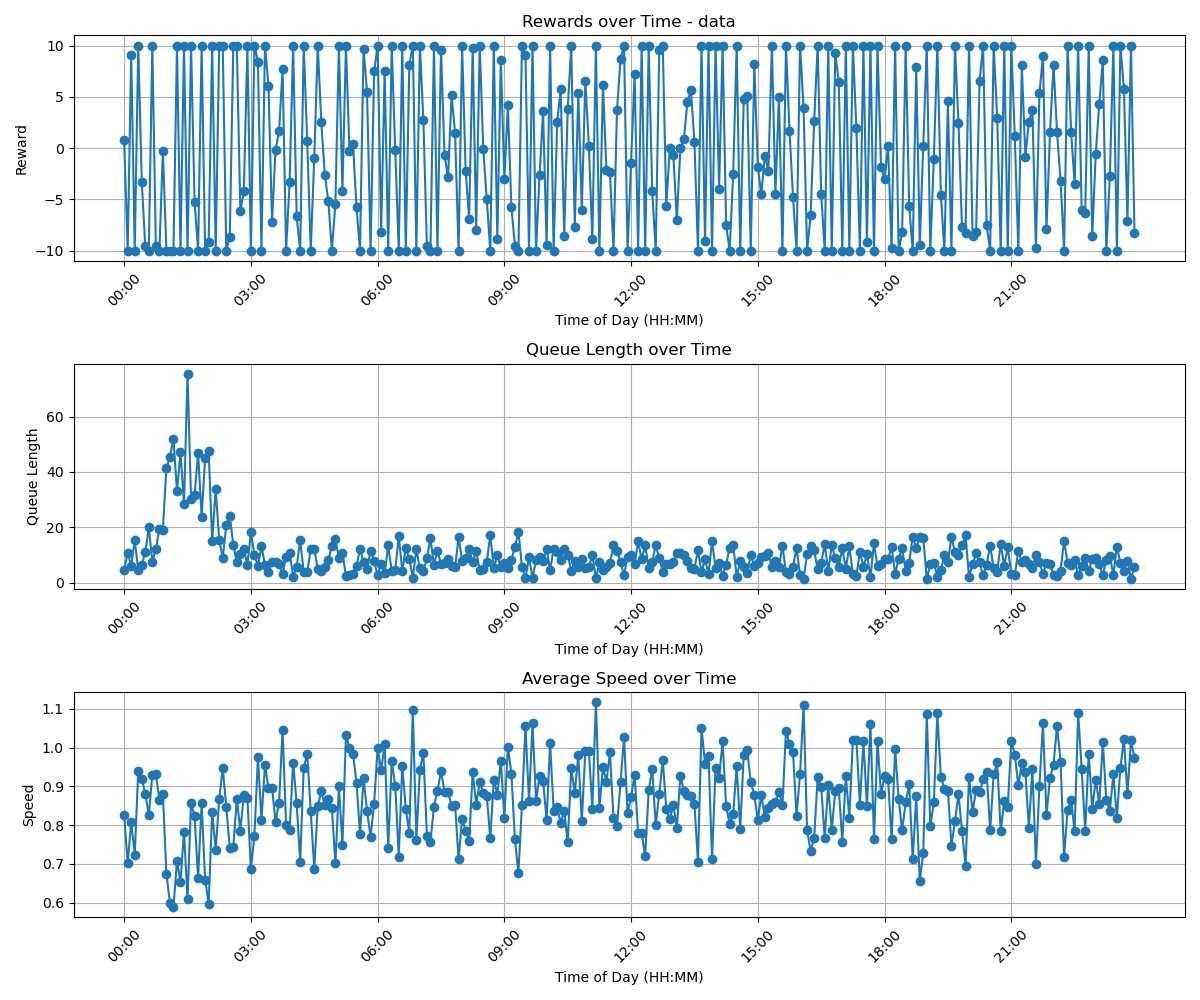 Rewards over Time - data
10
5
0
−5
−10
Reward
00:00 03:00 06:00 09:00 12:00 15:00 18:00 21:00
Time of Day (HH:MM)
Queue Length over Time
60
40
20
0
Queue Length
00:00 03:00 06:00 09:00 12:00 15:00 18:00 21:00
Time of Day (HH:MM)
Average Speed over Time
1.1
1.0
0.9
0.8
0.7
0.6
Speed
00:00 03:00 06:00 09:00 12:00 15:00 18:00 21:00
Time of Day (HH:MM)